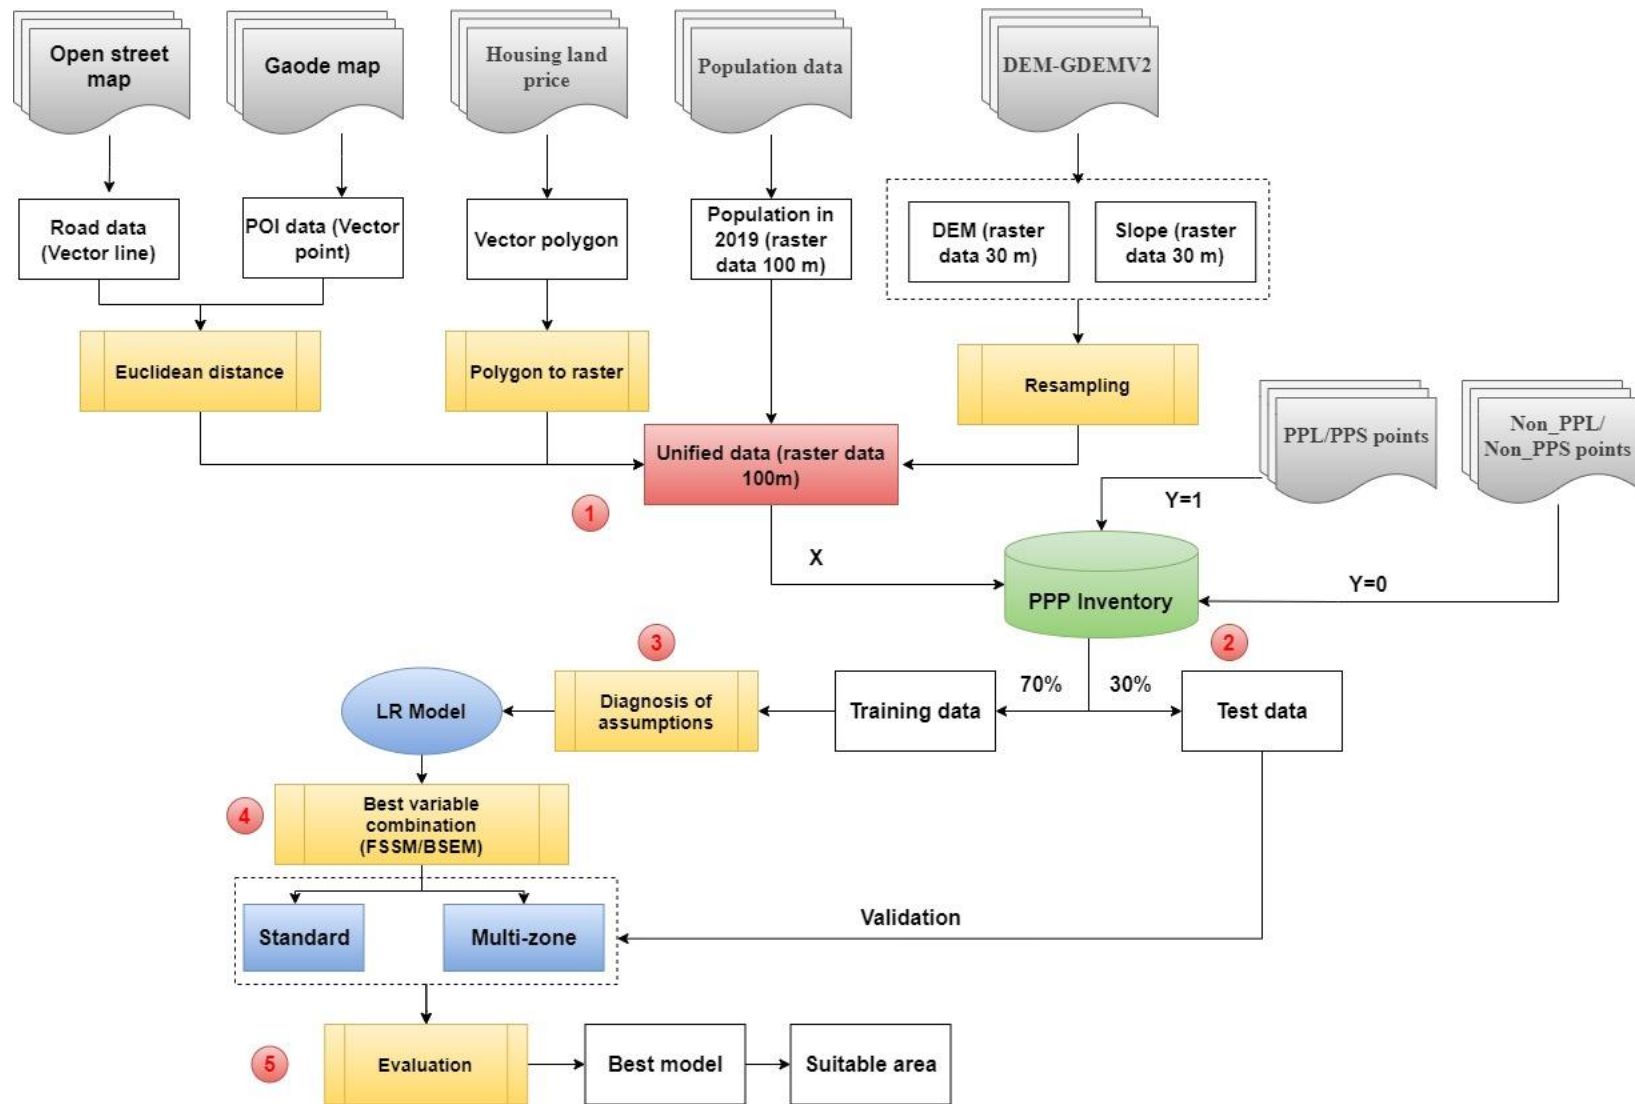 Open street
map
Gaode map
Housing land
price
Population data
DEM-GDEMV2
Road data
(Vector line)
POI data (Vector
point)
Vector polygon
Population in
2019 (raster
data 100 m)
DEM (raster
data 30 m)
Slope (raster
data 30 m)
Euclidean distance
Polygon to raster
Resampling
PPL/PPS points
Non_PPL/
Non_PPS points
Unified data (raster data
100m)
1
Y=1
X
Y=0
PPP Inventory
2
3
70%
30%
LR Model
Diagnosis of
assumptions
Training data
Test data
4
Best variable
combination
(FSSM/BSEM)
Standard
Multi-zone
Validation
5
Evaluation
Best model
Suitable area